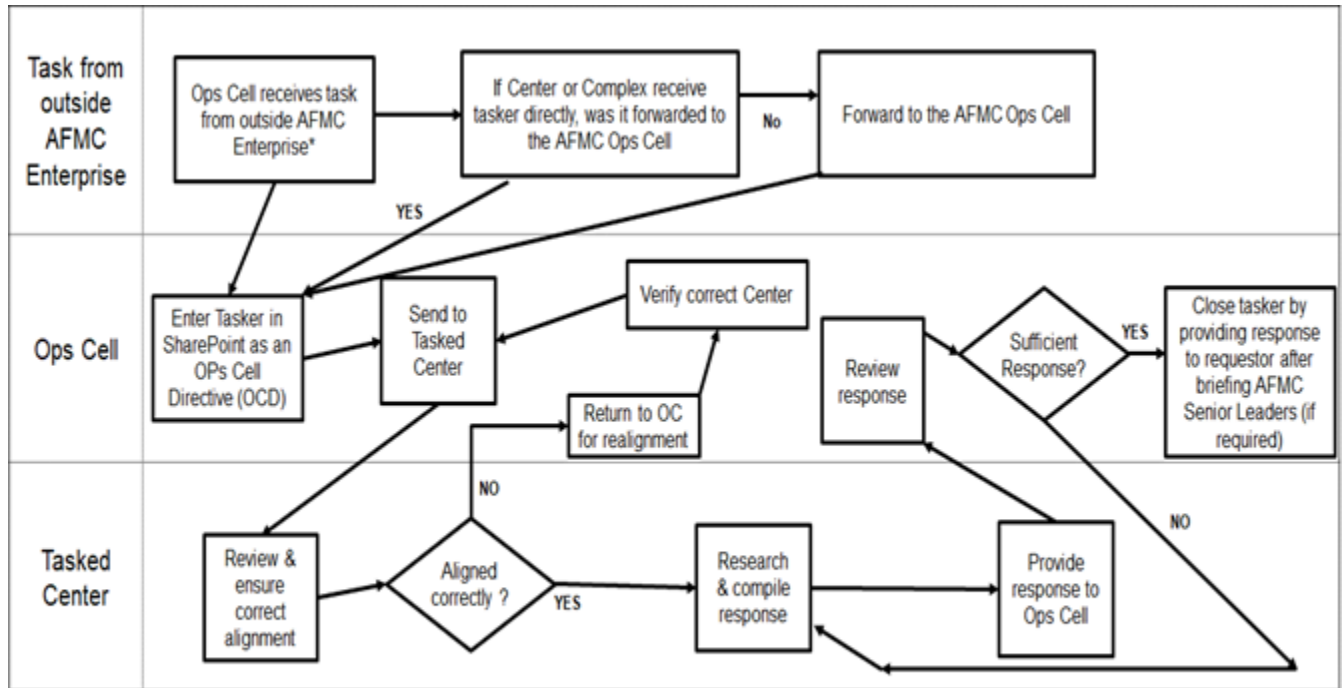 Task from
outside
AFMC
Enterprise
Ops Cell receives task
from outside AFMC
Enterprise*
If Center or Complex receive
tasker directly, was it forwarded to
the AFMC Ops Cell
No
Forward to the AFMC Ops Cell
YES
Ops Cell
Enter Tasker in
SharePoint as an
OPs Cell
Directive (OCD)
Send to
Tasked
Center
Verify correct Center
Return to OC
for realignment
Review
response
Sufficient
Response?
YES
Close tasker by
providing response
to requestor after
briefing AFMC
Senior Leaders (if
required)
NO
NO
Tasked
Center
Review &
ensure
correct
alignment
Aligned
correctly ?
YES
Research
& compile
response
Provide
response to
Ops Cell